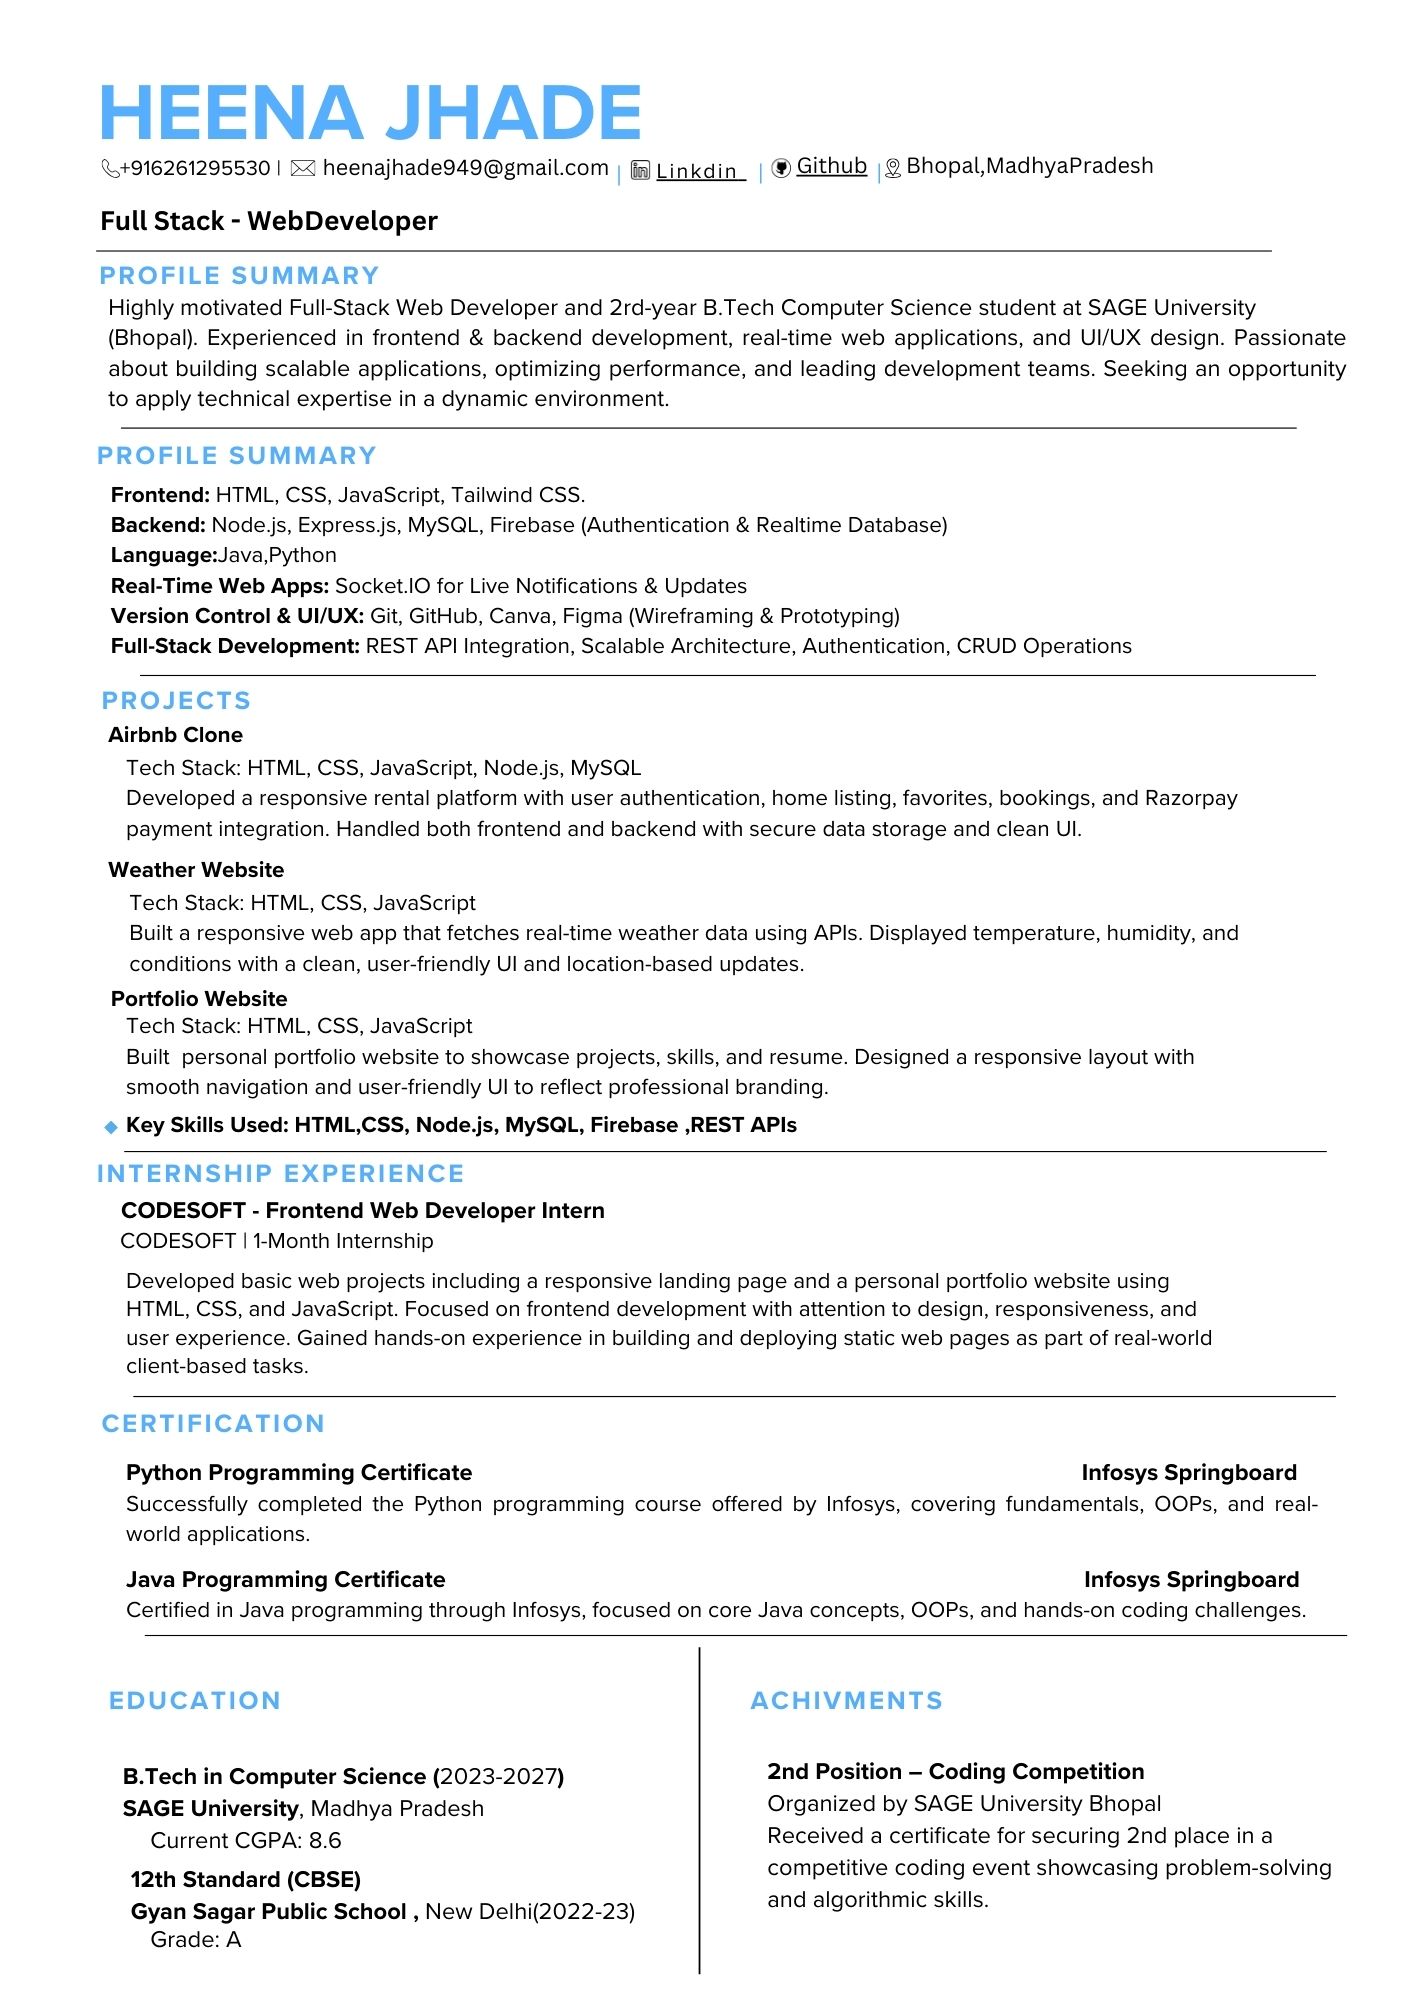 HEENA JHADE
+916261295530 | heenajhade949@gmail.com | Linkdin | Github | Bhopal,MadhyaPradesh
Full Stack - WebDeveloper
PROFILE SUMMARY
Highly motivated Full-Stack Web Developer and 2rd-year B.Tech Computer Science student at SAGE University
(Bhopal). Experienced in frontend & backend development, real-time web applications, and UI/UX design. Passionate
about building scalable applications, optimizing performance, and leading development teams. Seeking an opportunity
to apply technical expertise in a dynamic environment.
PROFILE SUMMARY
Frontend: HTML, CSS, JavaScript, Tailwind CSS.
Backend: Node.js, Express.js, MySQL, Firebase (Authentication & Realtime Database)
Language:Java,Python
Real-Time Web Apps: Socket.IO for Live Notifications & Updates
Version Control & UI/UX: Git, GitHub, Canva, Figma (Wireframing & Prototyping)
Full-Stack Development: REST API Integration, Scalable Architecture, Authentication, CRUD Operations
PROJECTS
Airbnb Clone
Tech Stack: HTML, CSS, JavaScript, Node.js, MySQL
Developed a responsive rental platform with user authentication, home listing, favorites, bookings, and Razorpay
payment integration. Handled both frontend and backend with secure data storage and clean UI.
Weather Website
Tech Stack: HTML, CSS, JavaScript
Built a responsive web app that fetches real-time weather data using APIs. Displayed temperature, humidity, and
conditions with a clean, user-friendly UI and location-based updates.
Portfolio Website
Tech Stack: HTML, CSS, JavaScript
Built  personal portfolio website to showcase projects, skills, and resume. Designed a responsive layout with
smooth navigation and user-friendly UI to reflect professional branding.
◆ Key Skills Used: HTML,CSS, Node.js, MySQL, Firebase ,REST APIs
INTERNSHIP EXPERIENCE
CODESOFT - Frontend Web Developer Intern
CODESOFT | 1-Month Internship
Developed basic web projects including a responsive landing page and a personal portfolio website using
HTML, CSS, and JavaScript. Focused on frontend development with attention to design, responsiveness, and
user experience. Gained hands-on experience in building and deploying static web pages as part of real-world
client-based tasks.
CERTIFICATION
Python Programming Certificate Infosys Springboard
Successfully completed the Python programming course offered by Infosys, covering fundamentals, OOPs, and real-
world applications.
Java Programming Certificate Infosys Springboard
Certified in Java programming through Infosys, focused on core Java concepts, OOPs, and hands-on coding challenges.
EDUCATION
B.Tech in Computer Science (2023-2027)
SAGE University, Madhya Pradesh
Current CGPA: 8.6
12th Standard (CBSE)
Gyan Sagar Public School , New Delhi(2022-23)
Grade: A
ACHIVMENTS
2nd Position – Coding Competition
Organized by SAGE University Bhopal
Received a certificate for securing 2nd place in a
competitive coding event showcasing problem-solving
and algorithmic skills.